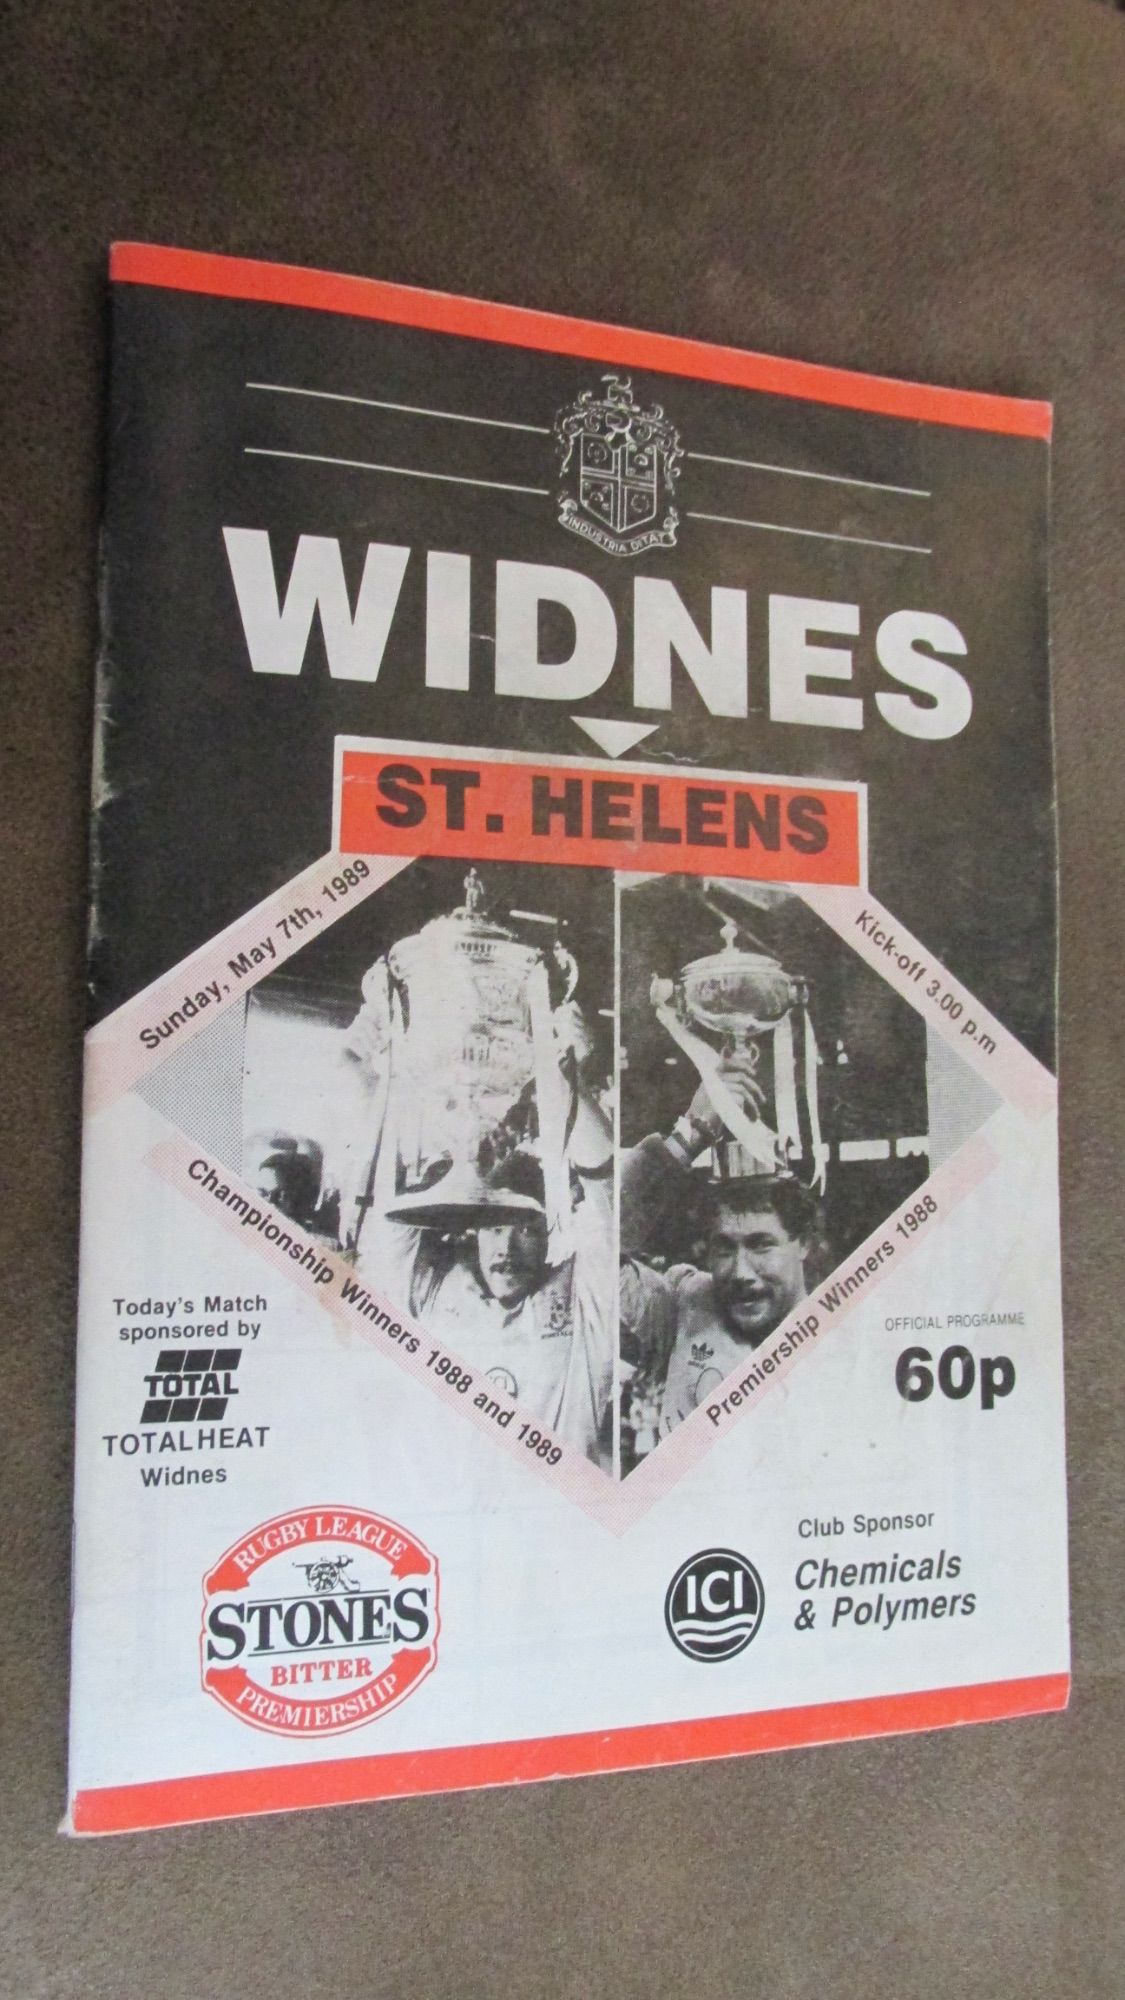 INDUSTRIA DITAT
WIDNES
ST. HELENS
Sunday, May 7th, 1989
Kick-off 3.00 p.m
Championship Winners 1988 and 1989
Premiership Winners 1988
Today's Match
sponsored by
TOTAL
TOTALHEAT
Widnes
OFFICIAL PROGRAMME
60p
RUGBY LEAGUE
STONES
BITTER
PREMIERSHIP
Club Sponsor
ICI
Chemicals
& Polymers